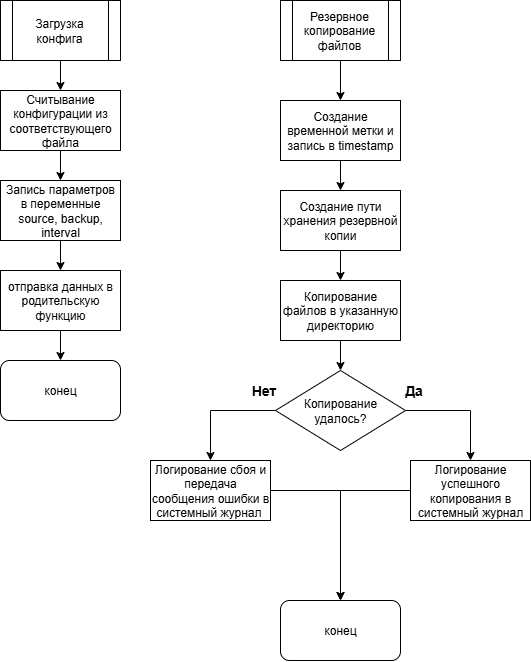 Загрузка
конфига
Считывание
конфигурации из
соответствующего
файла
Запись параметров
в переменные
source, backup,
interval
отправка данных в
родительскую
функцию
конец
Резервное
копирование
файлов
Создание
временной метки и
запись в timestamp
Создание пути
хранения резервной
копии
Копирование
файлов в указанную
директорию
Копирование
удалось?
Нет
Да
Логирование сбоя и
передача
сообщения ошибки в
системный журнал
Логирование
успешного
копирования в
системный журнал
конец